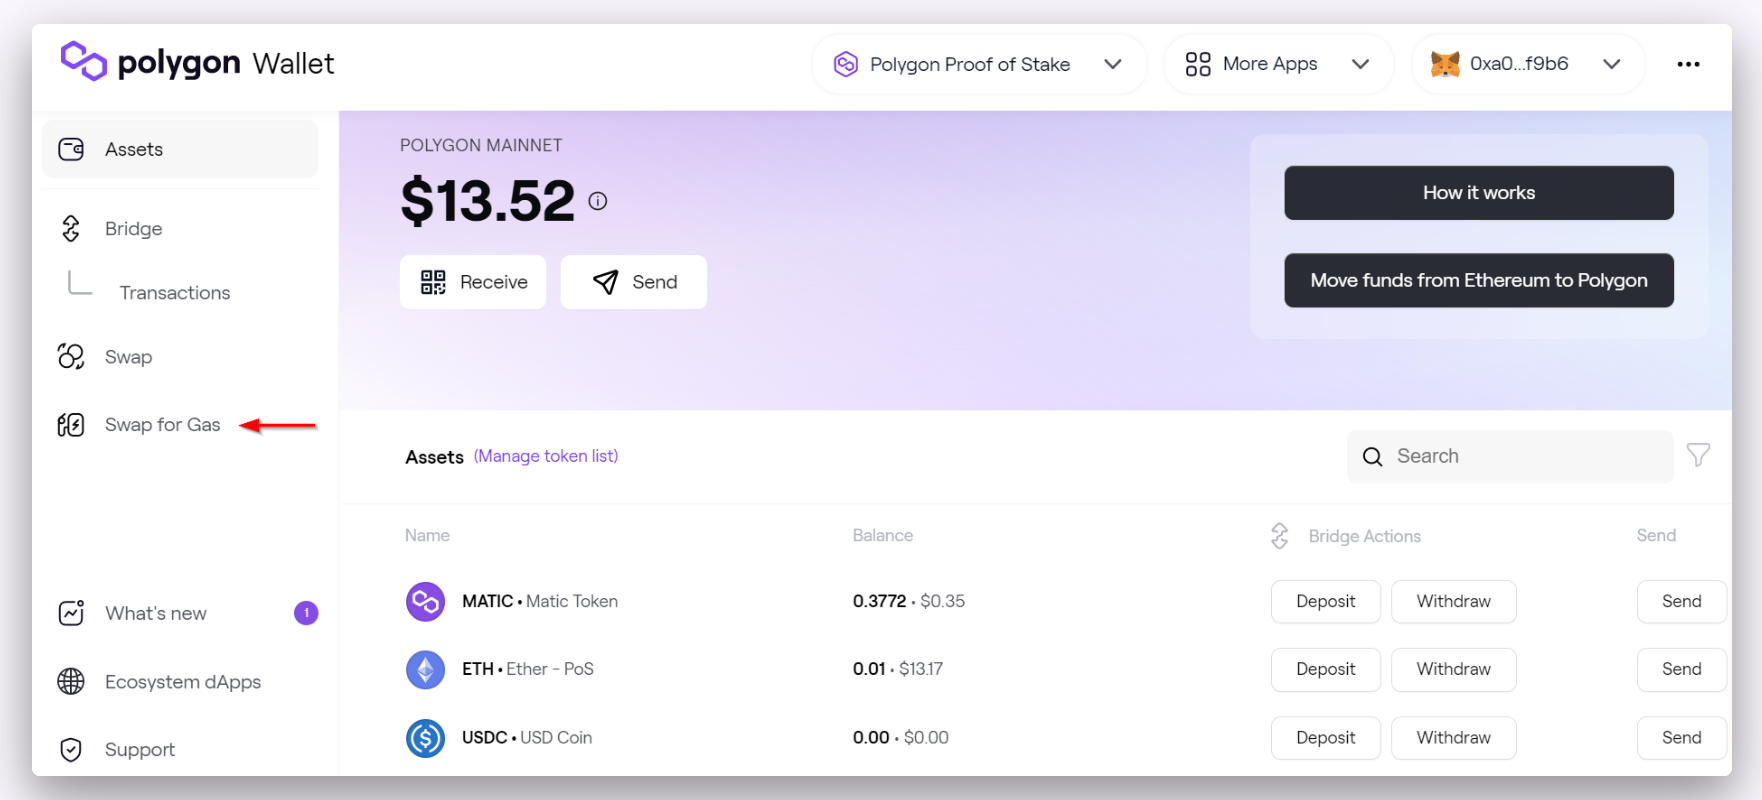 polygon Wallet
Polygon Proof of Stake
More Apps
0xa0...f9b6
Assets
Bridge
Transactions
Swap
Swap for Gas
What's new
1
Ecosystem dApps
Support
POLYGON MAINNET
$13.52
Receive
Send
How it works
Move funds from Ethereum to Polygon
Assets (Manage token list)
Search
Name Balance Bridge Actions Send
MATIC • Matic Token 0.3772 • $0.35 Deposit Withdraw Send
ETH • Ether - PoS 0.01 • $13.17 Deposit Withdraw Send
USDC • USD Coin 0.00 • $0.00 Deposit Withdraw Send